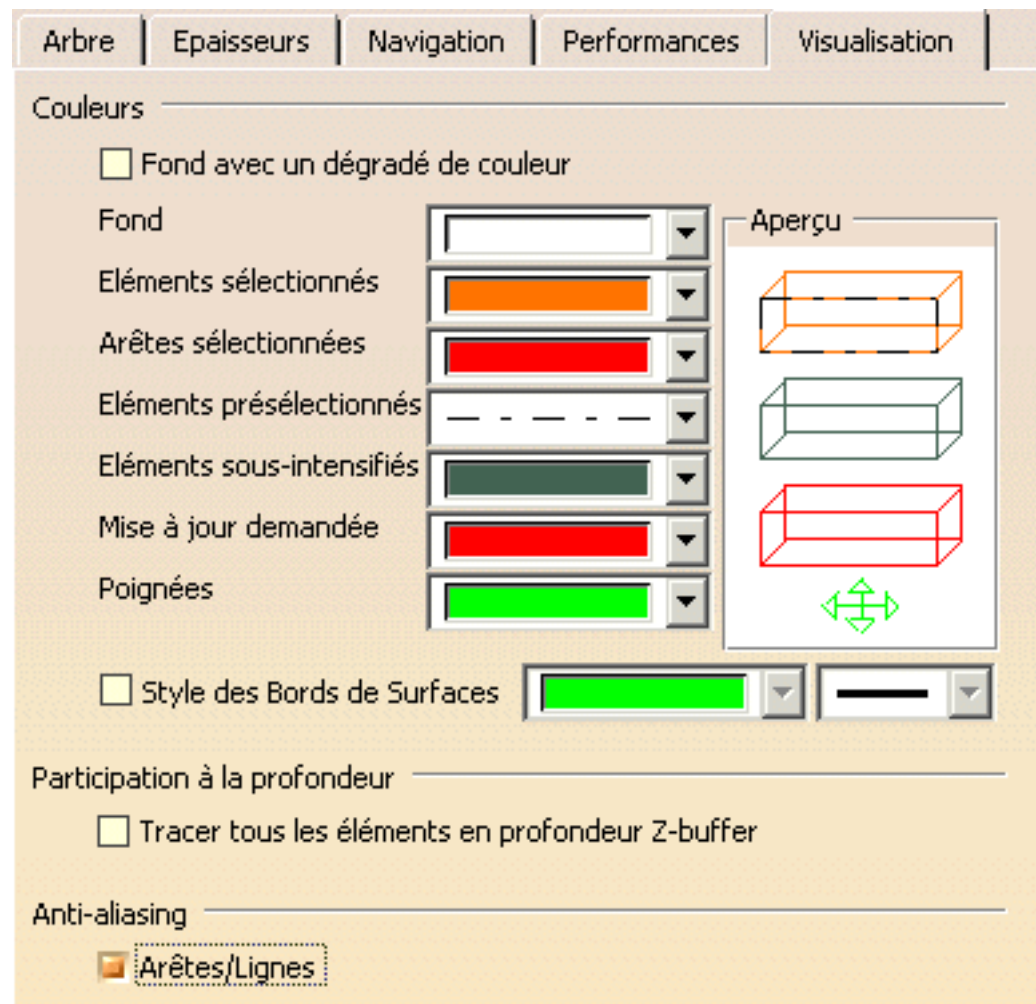 Arbre Epaisseurs Navigation Performances Visualisation
Couleurs
Fond avec un dégradé de couleur
Fond
Aperçu
Eléments sélectionnés
Arêtes sélectionnées
Eléments présélectionnés
Eléments sous-intensifiés
Mise à jour demandée
Poignées
Style des Bords de Surfaces
Participation à la profondeur
Tracer tous les éléments en profondeur Z-buffer
Anti-aliasing
Arêtes/Lignes